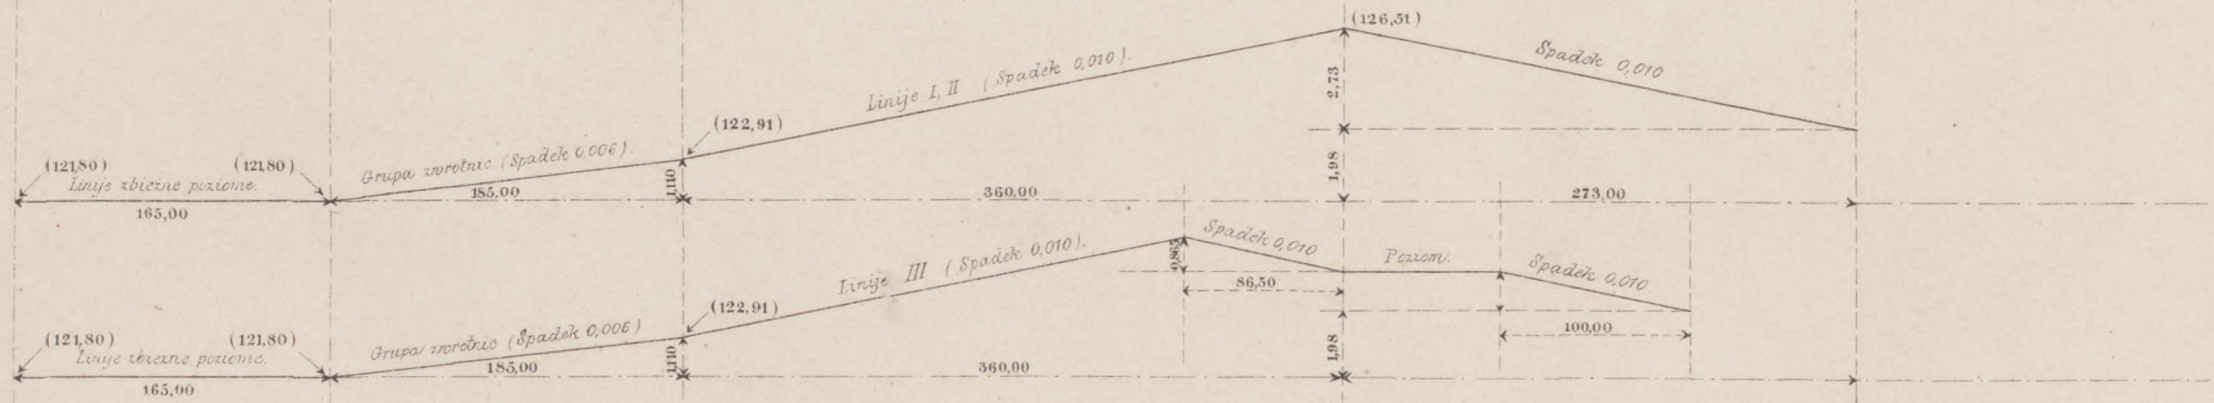 (126,51)
Spadek 0,010
Linije I, II (Spadek 0,010).
2,73
(122,91)
(121,80)
(121,80)
Grupa zwrotnic (Spadek 0,006).
Linije zbieżne poziome.
1,110
1,98
165,00
185,00
360,00
273,00
Linije III (Spadek 0,010).
0,865
Spadek 0,010
Poziom.
Spadek 0,010
86,50
(122,91)
(121,80)
(121,80)
Grupa zwrotnic (Spadek 0,006)
Linije zbieżne poziome.
100,00
1,110
1,98
165,00
185,00
360,00